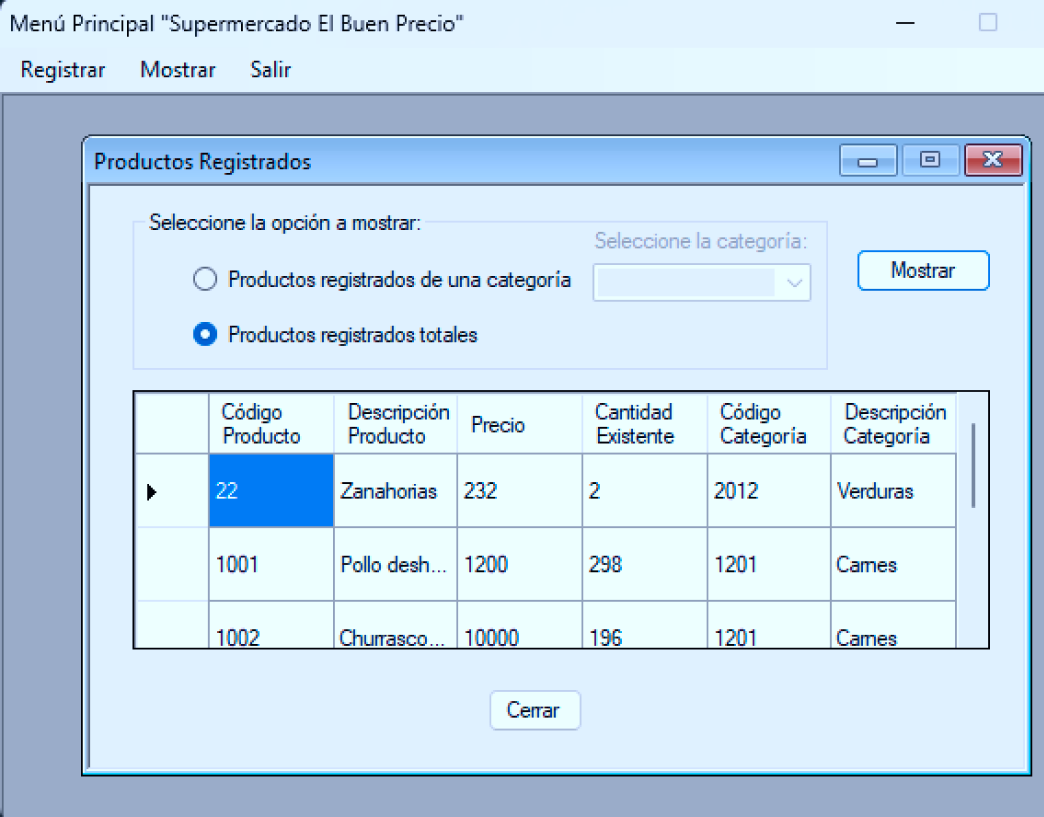 Menú Principal "Supermercado El Buen Precio"
Registrar Mostrar Salir
Productos Registrados
Seleccione la opción a mostrar:
Seleccione la categoría:
Productos registrados de una categoría
Mostrar
Productos registrados totales
Código Producto Descripción Producto Precio Cantidad Existente Código Categoría Descripción Categoría
22 Zanahorias 232 2 2012 Verduras
1001 Pollo desh... 1200 298 1201 Carnes
1002 Churrasco... 10000 196 1201 Carnes
Cerrar